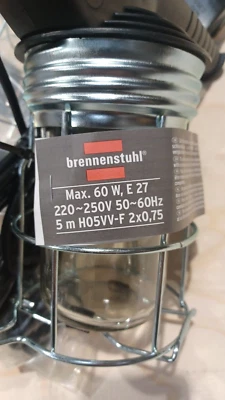 brennenstuhl®
Max. 60 W, E 27
220~250V 50~60Hz
5 m H05VV-F 2x0,75